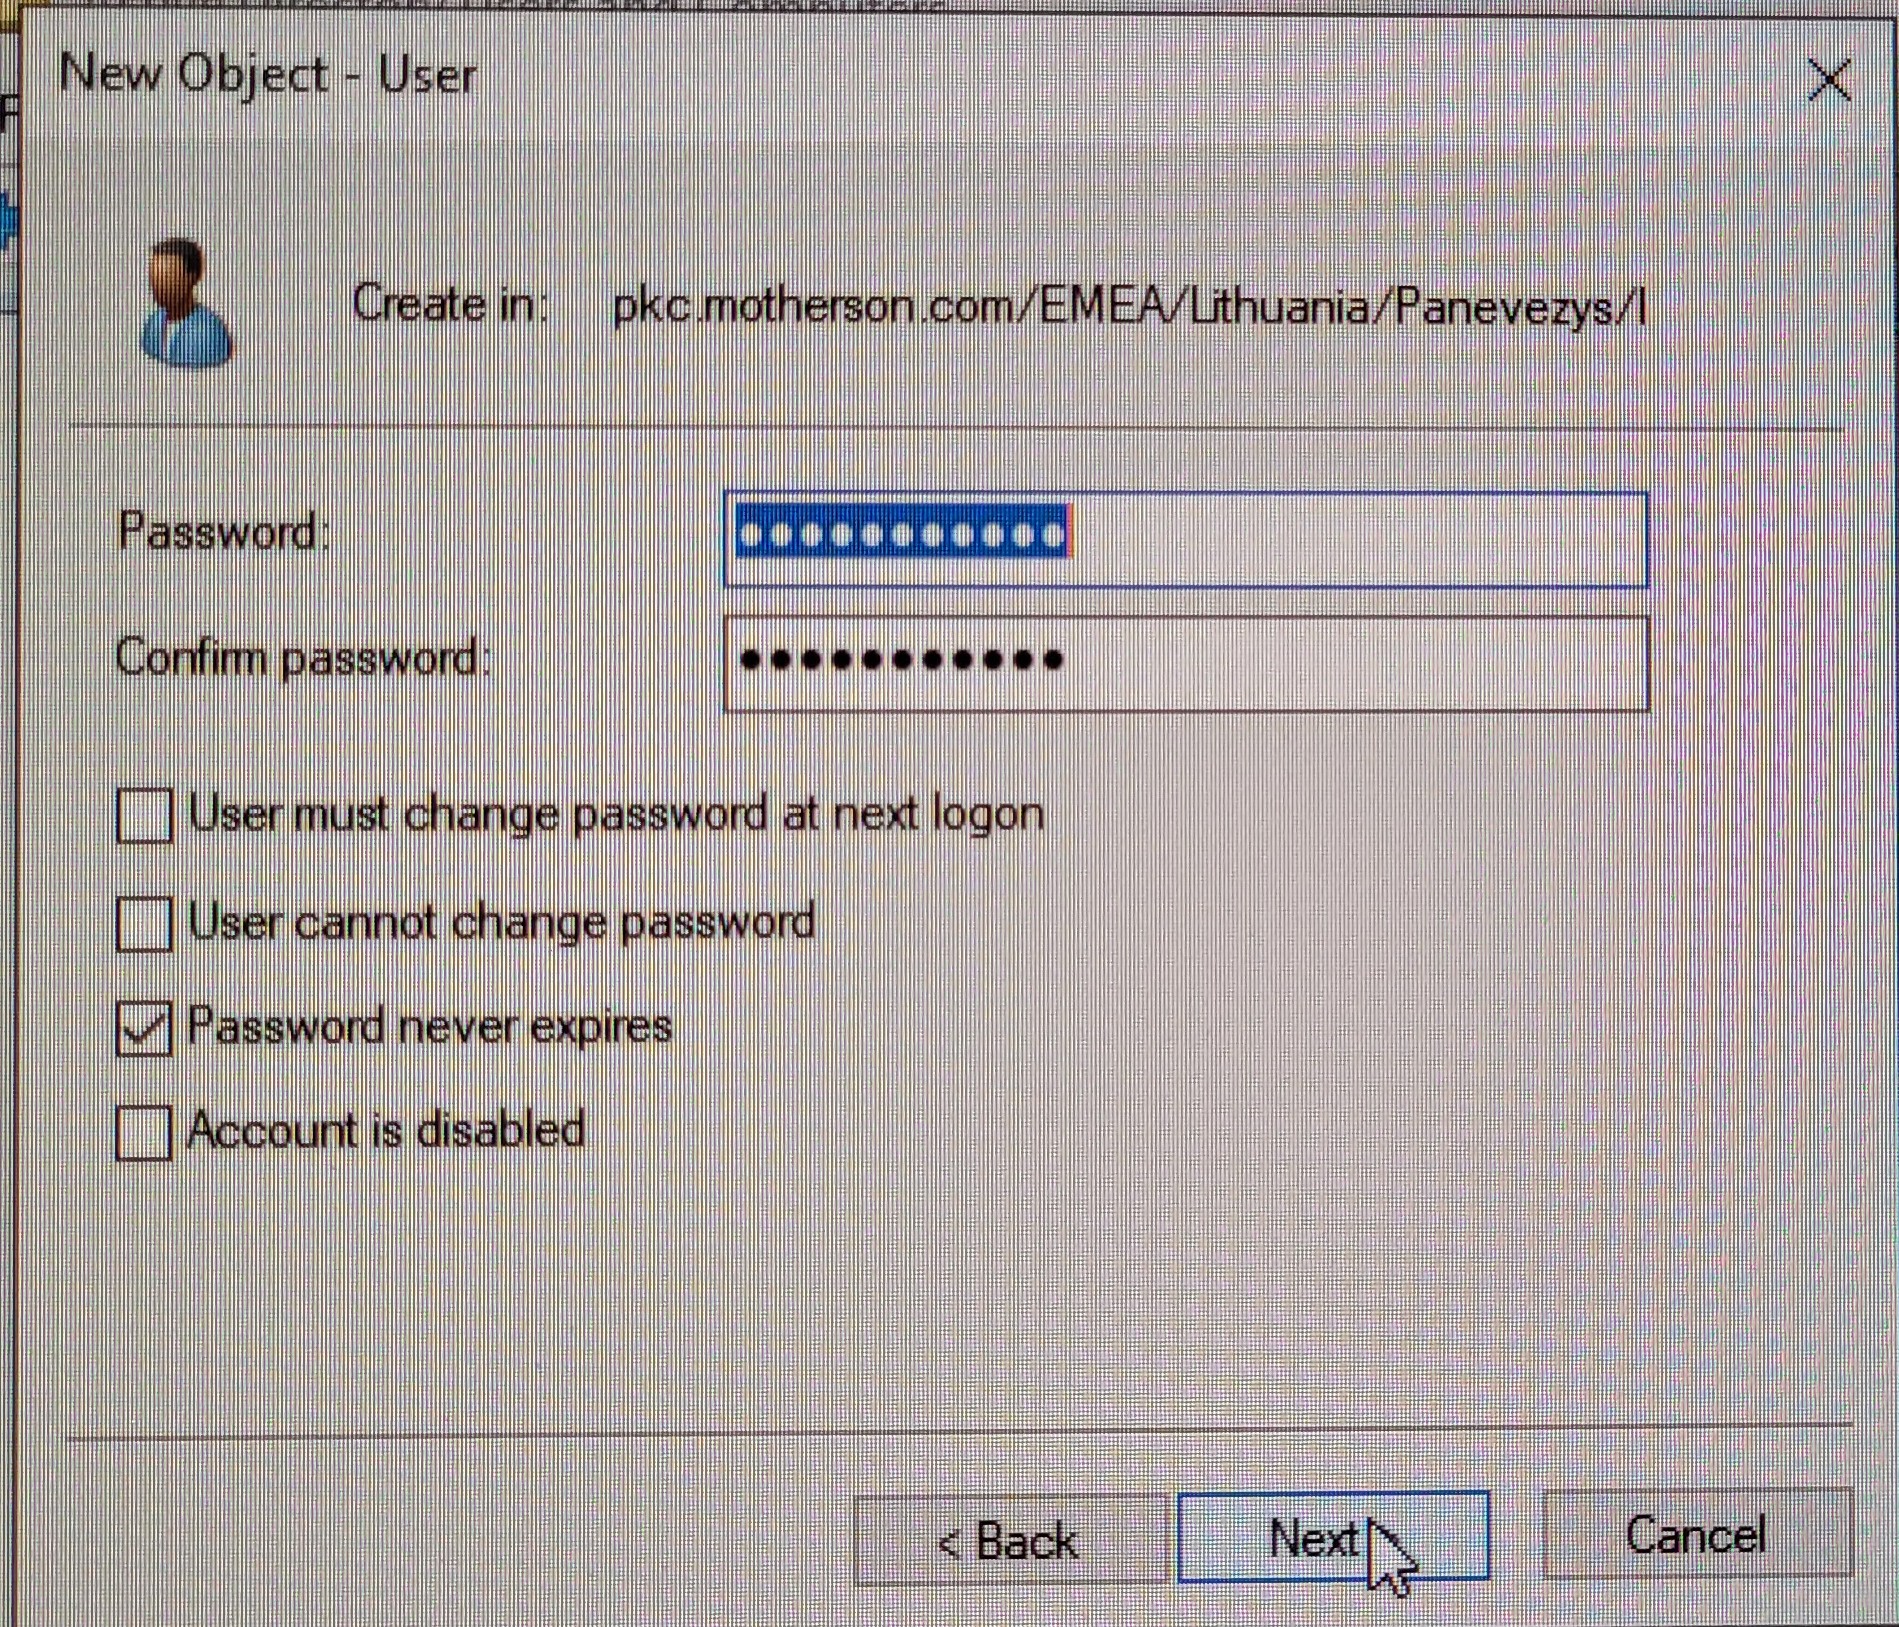 New Object - User
Create in: pkc.motherson.com/EMEA/Lithuania/Panevezys/I
Password:
Confirm password:
User must change password at next logon
User cannot change password
Password never expires
Account is disabled
< Back Next Cancel